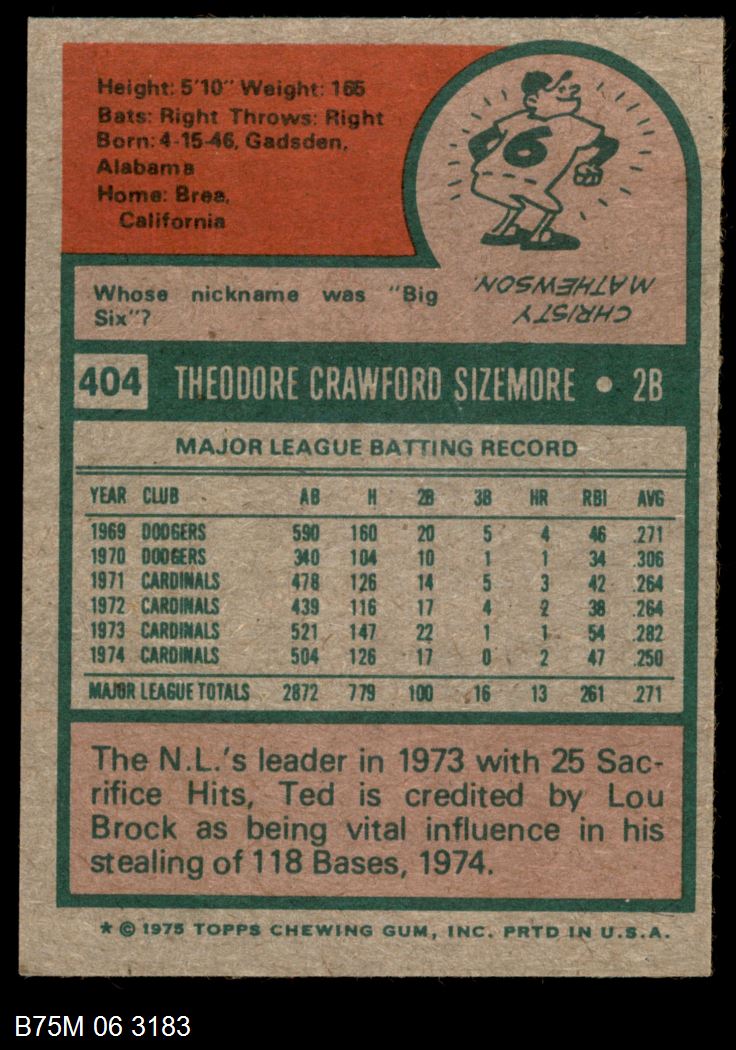 Height: 5'10" Weight: 165
Bats: Right Throws: Right
Born: 4-15-46, Gadsden,
Alabama
Home: Brea,
California
Whose nickname was "Big
Six"?
6
CHRISTY
MATHEWSON.
404 THEODORE CRAWFORD SIZEMORE • 2B
MAJOR LEAGUE BATTING RECORD
YEAR CLUB AB H 2B 3B HR RBI AVG
1969 DODGERS 590 160 20 5 4 46 .271
1970 DODGERS 340 104 10 1 1 34 .306
1971 CARDINALS 478 126 14 5 3 42 .264
1972 CARDINALS 439 116 17 4 2 38 .264
1973 CARDINALS 521 147 22 1 1 54 .282
1974 CARDINALS 504 126 17 0 2 47 .250
MAJOR LEAGUE TOTALS 2872 779 100 16 13 261 .271
The N.L.'s leader in 1973 with 25 Sac-
rifice Hits, Ted is credited by Lou
Brock as being vital influence in his
stealing of 118 Bases, 1974.
* © 1975 TOPPS CHEWING GUM, INC. PRTD IN U.S.A.
B75M 06 3183